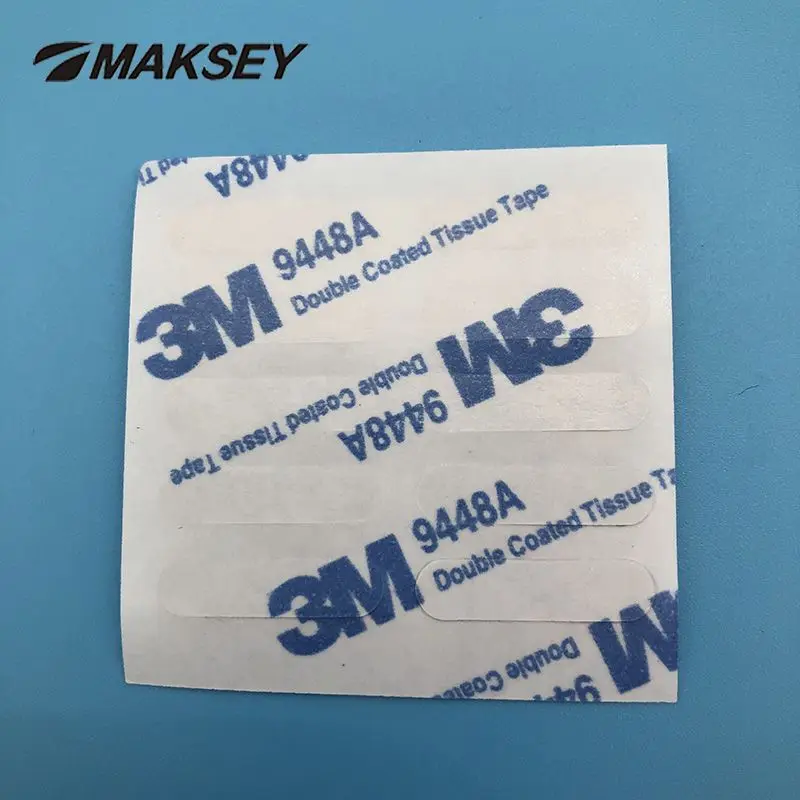 MAKSEY
9448A
3M 9448A
Double Coated Tissue Tape
3M
9448A
Double Coated Tissue Tape
3M 9448A
Double Coated Tissue
3M
Double